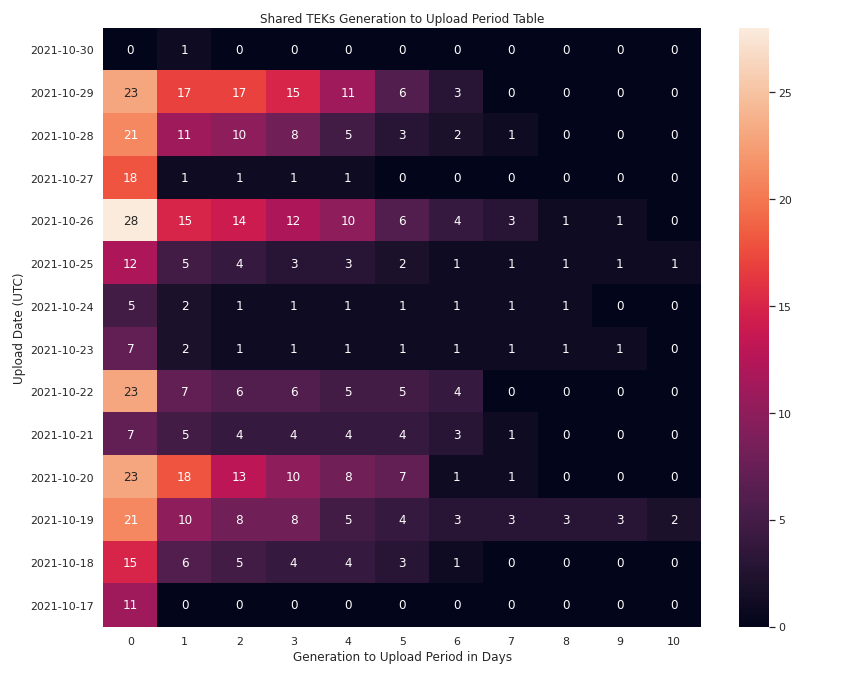 Shared TEKs Generation to Upload Period Table
2021-10-30 0 1 0 0 0 0 0 0 0 0 0
2021-10-29 23 17 17 15 11 6 3 0 0 0 0
2021-10-28 21 11 10 8 5 3 2 1 0 0 0
2021-10-27 18 1 1 1 1 0 0 0 0 0 0
2021-10-26 28 15 14 12 10 6 4 3 1 1 0
2021-10-25 12 5 4 3 3 2 1 1 1 1 1
2021-10-24 5 2 1 1 1 1 1 1 1 0 0
2021-10-23 7 2 1 1 1 1 1 1 1 1 0
2021-10-22 23 7 6 6 5 5 4 0 0 0 0
2021-10-21 7 5 4 4 4 4 3 1 0 0 0
2021-10-20 23 18 13 10 8 7 1 1 0 0 0
2021-10-19 21 10 8 8 5 4 3 3 3 3 2
2021-10-18 15 6 5 4 4 3 1 0 0 0 0
2021-10-17 11 0 0 0 0 0 0 0 0 0 0
0 1 2 3 4 5 6 7 8 9 10
Generation to Upload Period in Days
Upload Date (UTC)
25
20
15
10
5
0